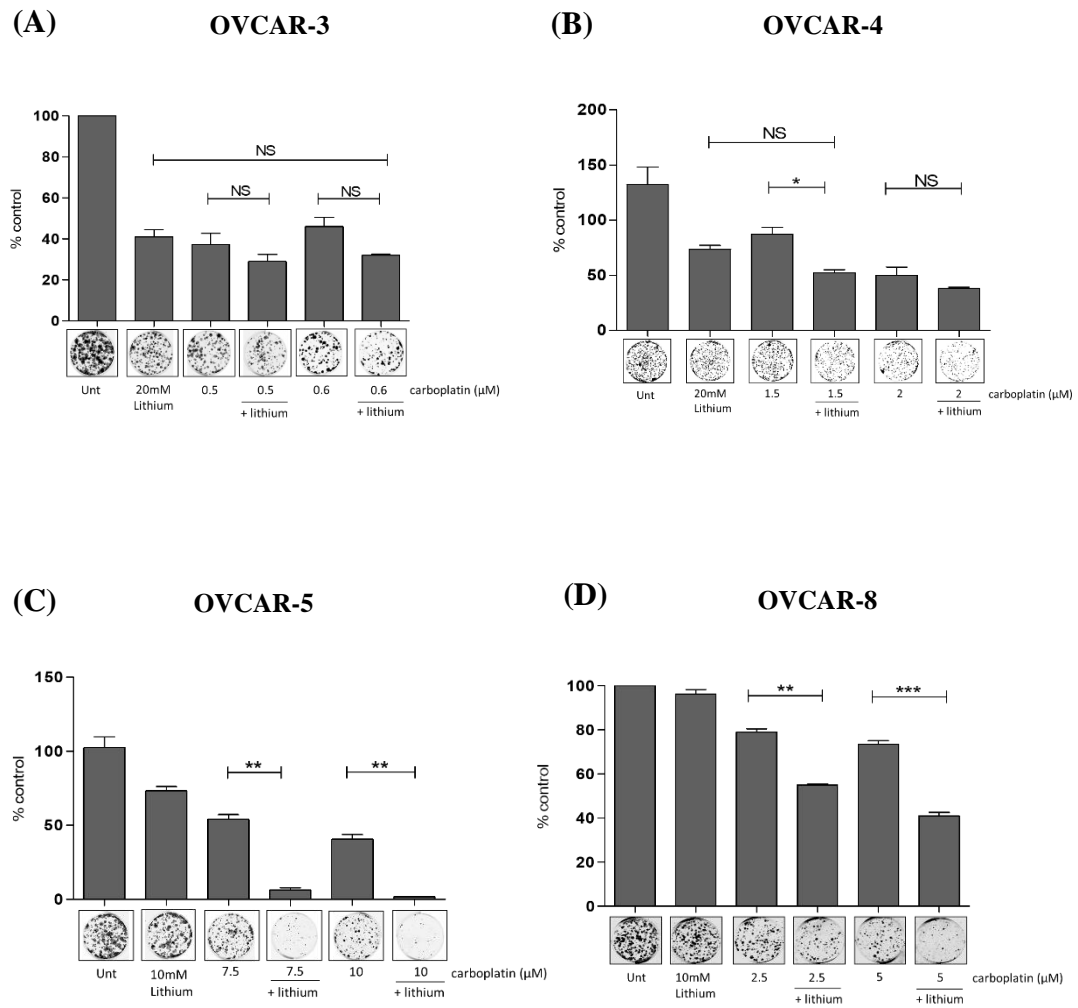 (A)
OVCAR-3
100
80
60
40
20
0
% control
NS
NS
NS
Unt
20mM
Lithium
0.5
0.5
+ lithium
0.6
0.6
+ lithium
carboplatin (µM)
(B)
OVCAR-4
200
150
100
50
0
% control
NS
*
NS
Unt
20mM
Lithium
1.5
1.5
+ lithium
2
2
+ lithium
carboplatin (µM)
(C)
OVCAR-5
150
100
50
0
% control
**
**
Unt
10mM
Lithium
7.5
7.5
+ lithium
10
10
+ lithium
carboplatin (µM)
(D)
OVCAR-8
100
80
60
40
20
0
% control
**
***
Unt
10mM
Lithium
2.5
2.5
+ lithium
5
5
+ lithium
carboplatin (µM)